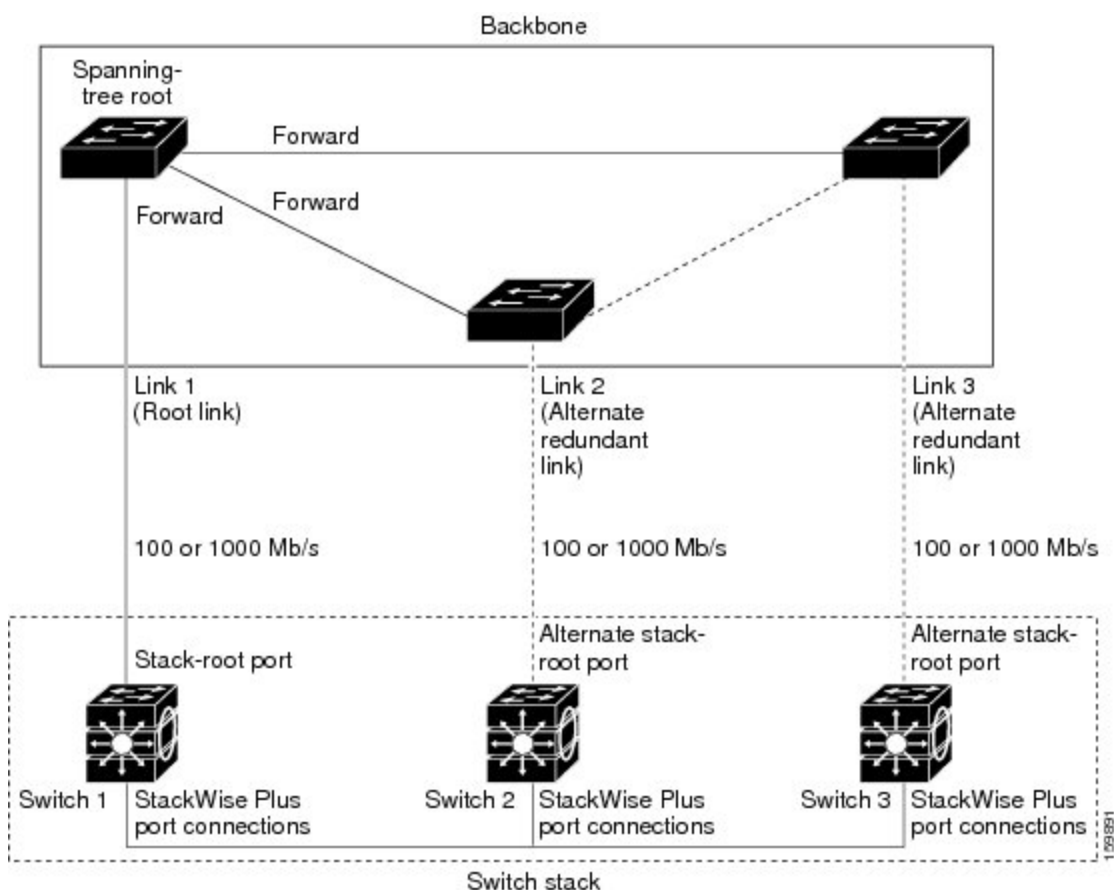 Backbone
Spanning-
tree root
Forward
Forward
Forward
Link 1
(Root link)
Link 2
(Alternate
redundant
link)
Link 3
(Alternate
redundant
link)
100 or 1000 Mb/s
100 or 1000 Mb/s
100 or 1000 Mb/s
Stack-root port
Alternate stack-
root port
Alternate stack-
root port
Switch 1
StackWise Plus
port connections
Switch 2
StackWise Plus
port connections
Switch 3
StackWise Plus
port connections
Switch stack
159891